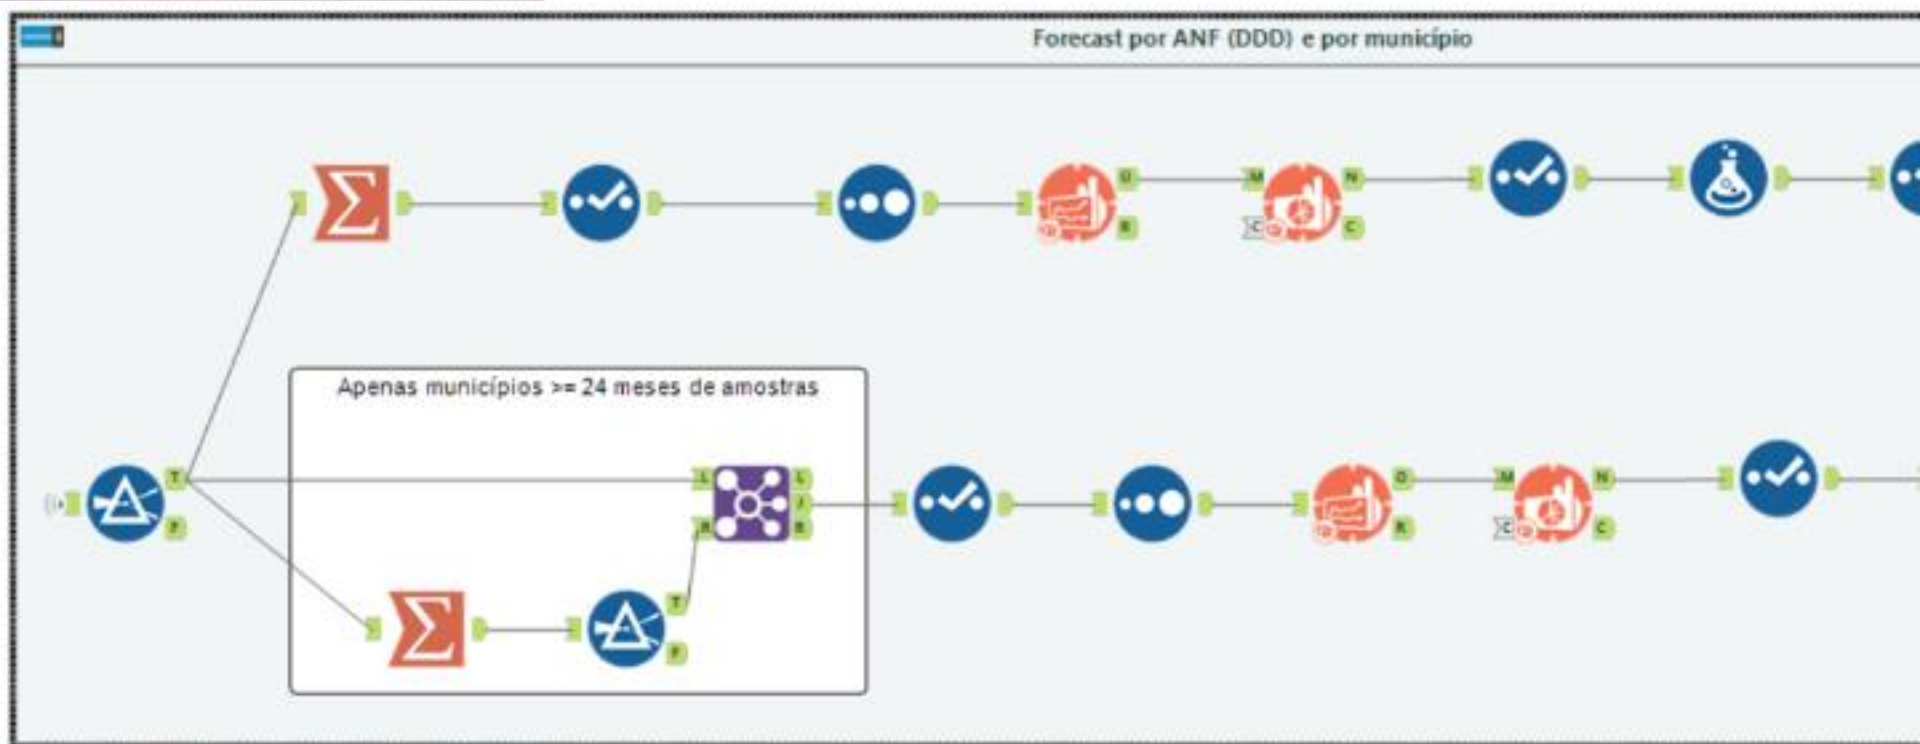 Forecast por ANF (DDD) e por município
O M N
R C C
Apenas municípios >= 24 meses de amostras
T L L O M N
J
F R R R C C
T
F